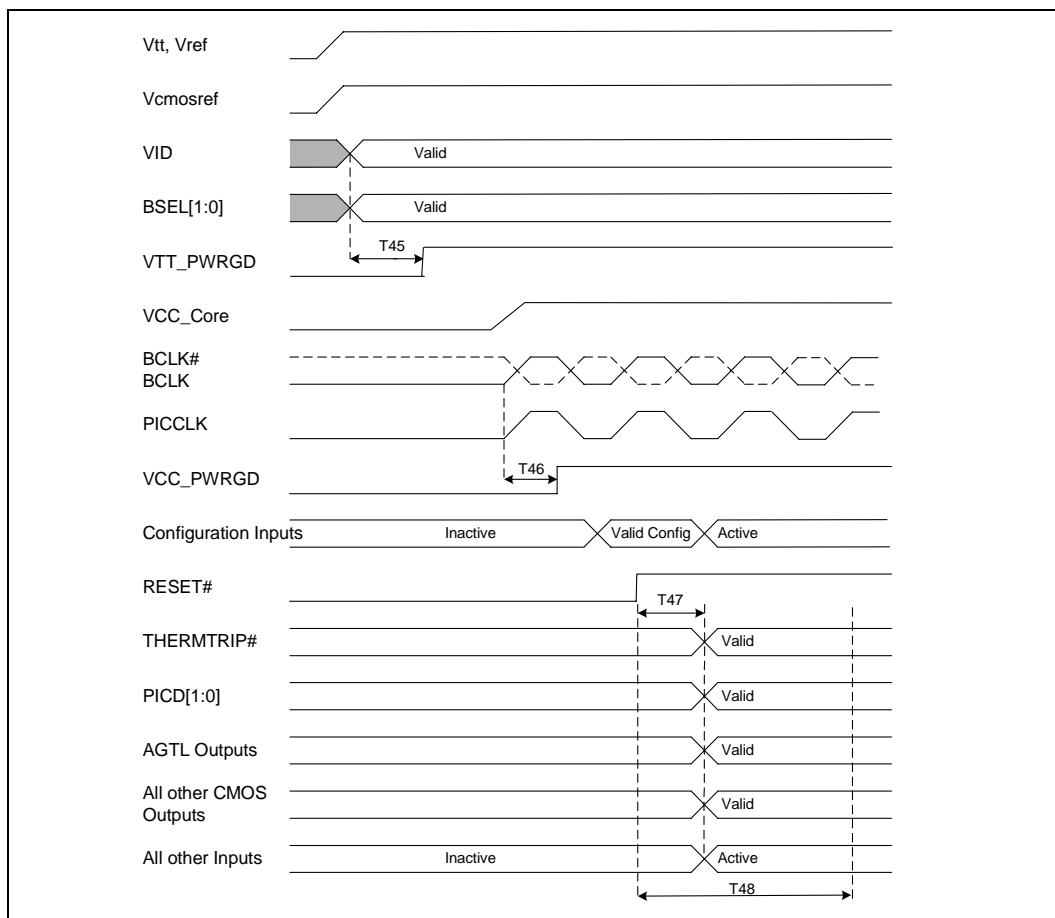 Vtt, Vref
Vcmosref
VID
Valid
BSEL[1:0]
Valid
T45
VTT_PWRGD
VCC_Core
BCLK#
BCLK
PICCLK
T46
VCC_PWRGD
Configuration Inputs
Inactive
Valid Config
Active
RESET#
T47
THERMTRIP#
Valid
PICD[1:0]
Valid
AGTL Outputs
Valid
All other CMOS
Outputs
Valid
All other Inputs
Inactive
Active
T48